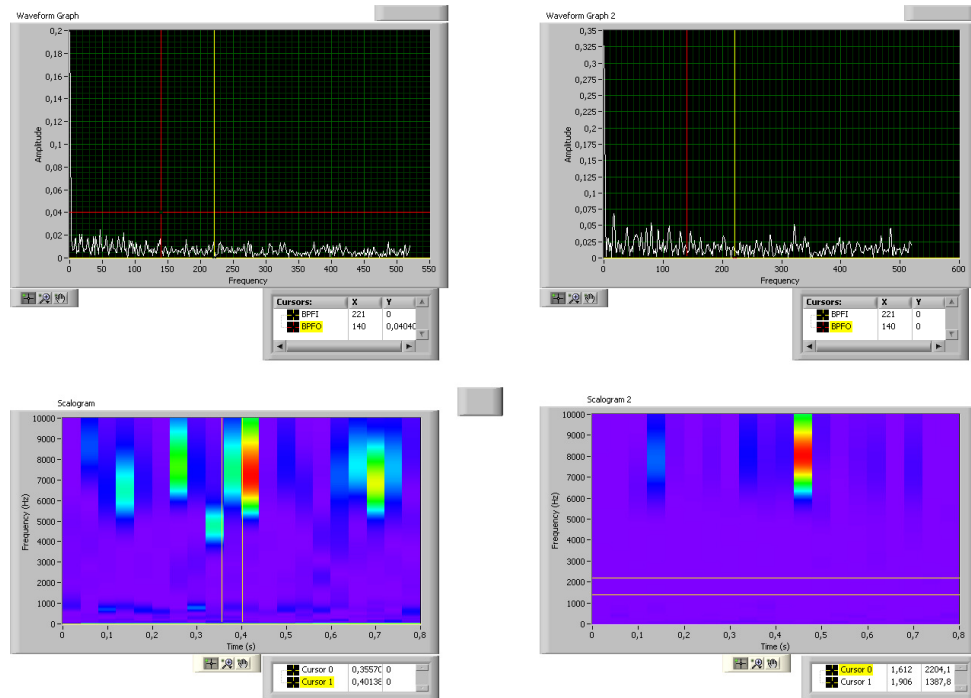 Waveform Graph
0,2
0,18
0,16
0,14
0,12
0,1
0,08
0,06
0,04
0,02
0
Amplitude
0 50 100 150 200 250 300 350 400 450 500 550
Frequency
Cursors: X Y
BPFI 221 0
BPFO 140 0,0404
Waveform Graph 2
0,35
0,325
0,3
0,275
0,25
0,225
0,2
0,175
0,15
0,125
0,1
0,075
0,05
0,025
0
Amplitude
0 100 200 300 400 500 600
Frequency
Cursors: X Y
BPFI 221 0
BPFO 140 0
Scalogram
10000
9000
8000
7000
6000
5000
4000
3000
2000
1000
0
Frequency (Hz)
0 0,1 0,2 0,3 0,4 0,5 0,6 0,7 0,8
Time (s)
Cursor 0 0,3557 0
Cursor 1 0,4013 0
Scalogram 2
10000
9000
8000
7000
6000
5000
4000
3000
2000
1000
0
Frequency (Hz)
0 0,1 0,2 0,3 0,4 0,5 0,6 0,7 0,8
Time (s)
Cursor 0 1,612 2204,1
Cursor 1 1,906 1387,8